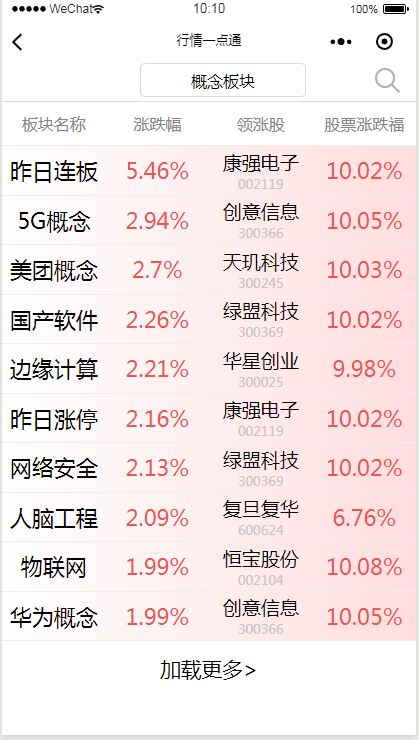 WeChat 10:10 100%
行情一点通
概念板块
板块名称 涨跌幅 领涨股 股票涨跌福
昨日连板 5.46% 康强电子 10.02%
002119
5G概念 2.94% 创意信息 10.05%
300366
美团概念 2.7% 天玑科技 10.03%
300245
国产软件 2.26% 绿盟科技 10.02%
300369
边缘计算 2.21% 华星创业 9.98%
300025
昨日涨停 2.16% 康强电子 10.02%
002119
网络安全 2.13% 绿盟科技 10.02%
300369
人脑工程 2.09% 复旦复华 6.76%
600624
物联网 1.99% 恒宝股份 10.08%
002104
华为概念 1.99% 创意信息 10.05%
300366
加载更多>